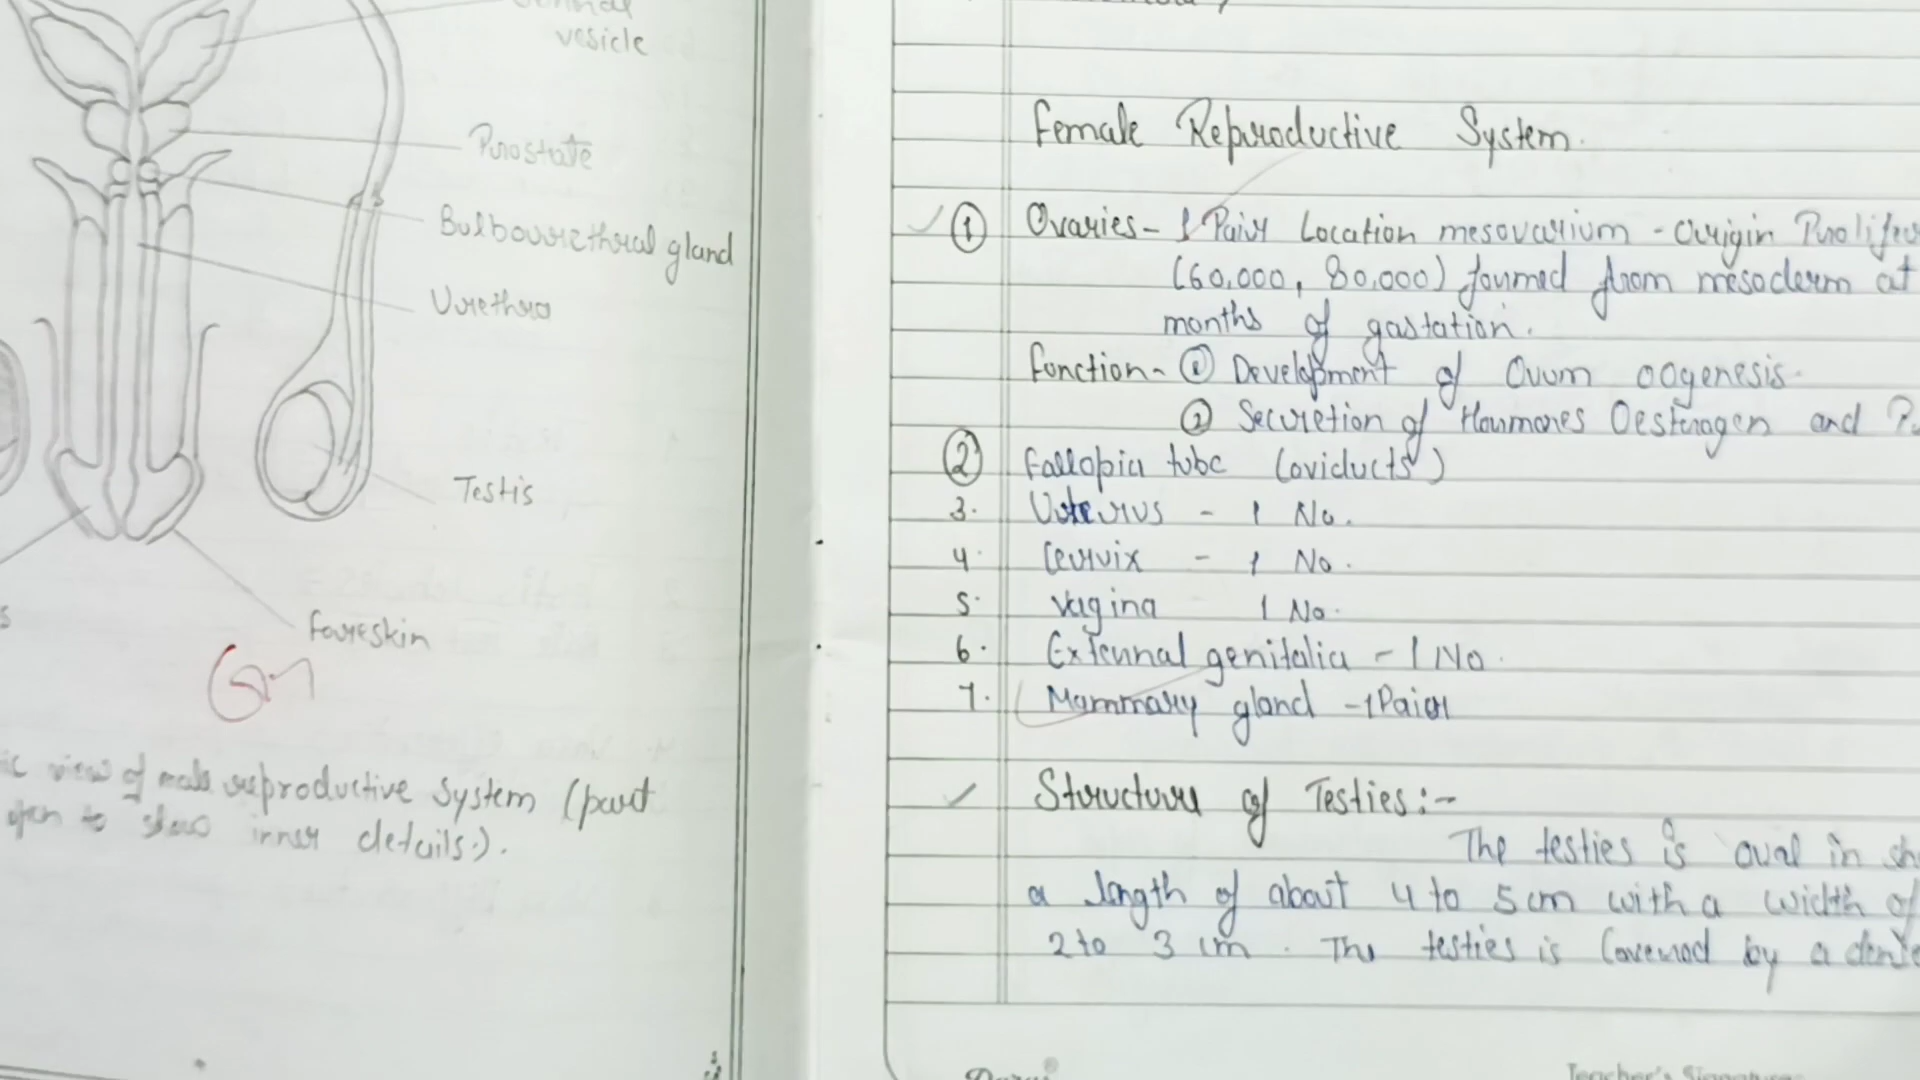 vesicle
Prostate
Bulbourethral gland
Urethra
Testis
foreskin
view of male reproductive system (part
open to show inner details).
Female Reproductive System.
① Ovaries - 1 Pair Location mesovarium - Origin Prolifer
(60,000, 80,000) formed from mesoderm at
months of gastation.
Function - ① Development of Ovum oogenesis.
② Secretion of Hormones Oestrogen and
② Fallopia tube (oviducts)
3. Uterus - 1 No.
4. Cervix - 1 No.
5. Vagina 1 No.
6. External genitalia - 1 No.
7. Mammary gland - 1 Pair
Structure of Testies :-
The testies is oval in sh
a length of about 4 to 5 cm with a width of
2 to 3 cm. The testies is Covered by a dense
Teacher's Signature